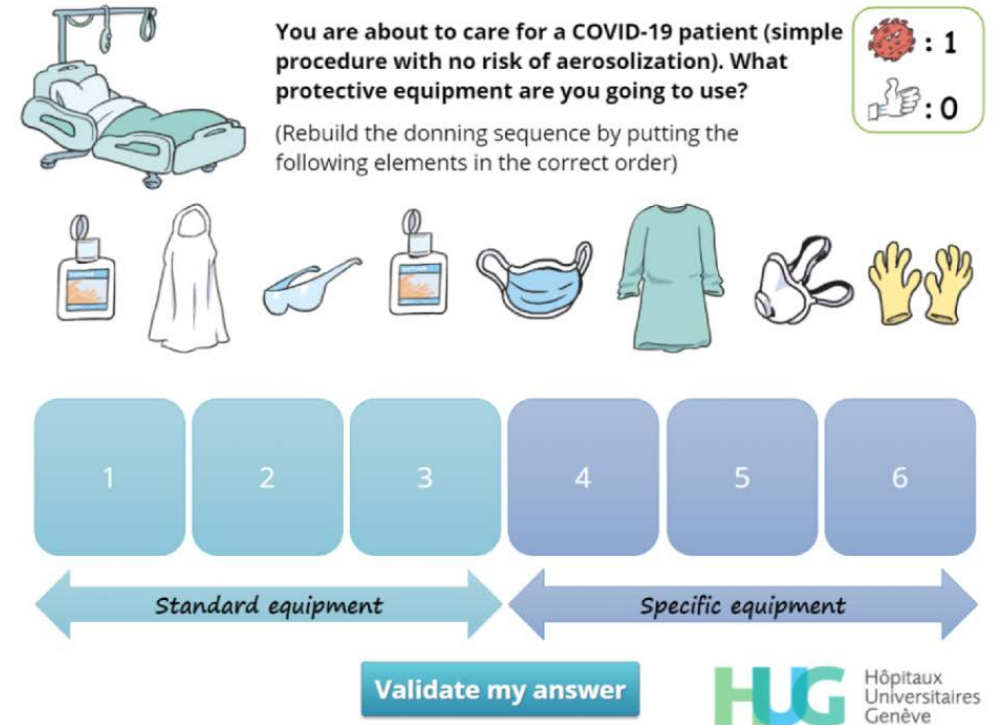 You are about to care for a COVID-19 patient (simple
procedure with no risk of aerosolization). What
protective equipment are you going to use?
(Rebuild the donning sequence by putting the
following elements in the correct order)
: 1
: 0
1 2 3 4 5 6
Standard equipment Specific equipment
Validate my answer
HUG
Hôpitaux
Universitaires
Genève